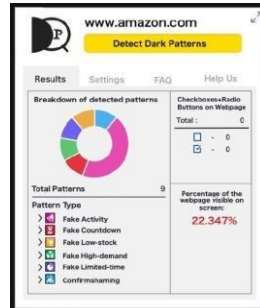 P
www.amazon.com
Detect Dark Patterns
Results Settings FAQ Help Us
Breakdown of detected patterns
Total Patterns 9
Pattern Type
Fake Activity
Fake Countdown
Fake Low-stock
Fake High-demand
Fake Limited-time
Confirmshaming
Checkboxes+Radio
Buttons on Webpage
Total : 0
- 0
- 0
Percentage of the
webpage visible on
screen:
22.347%